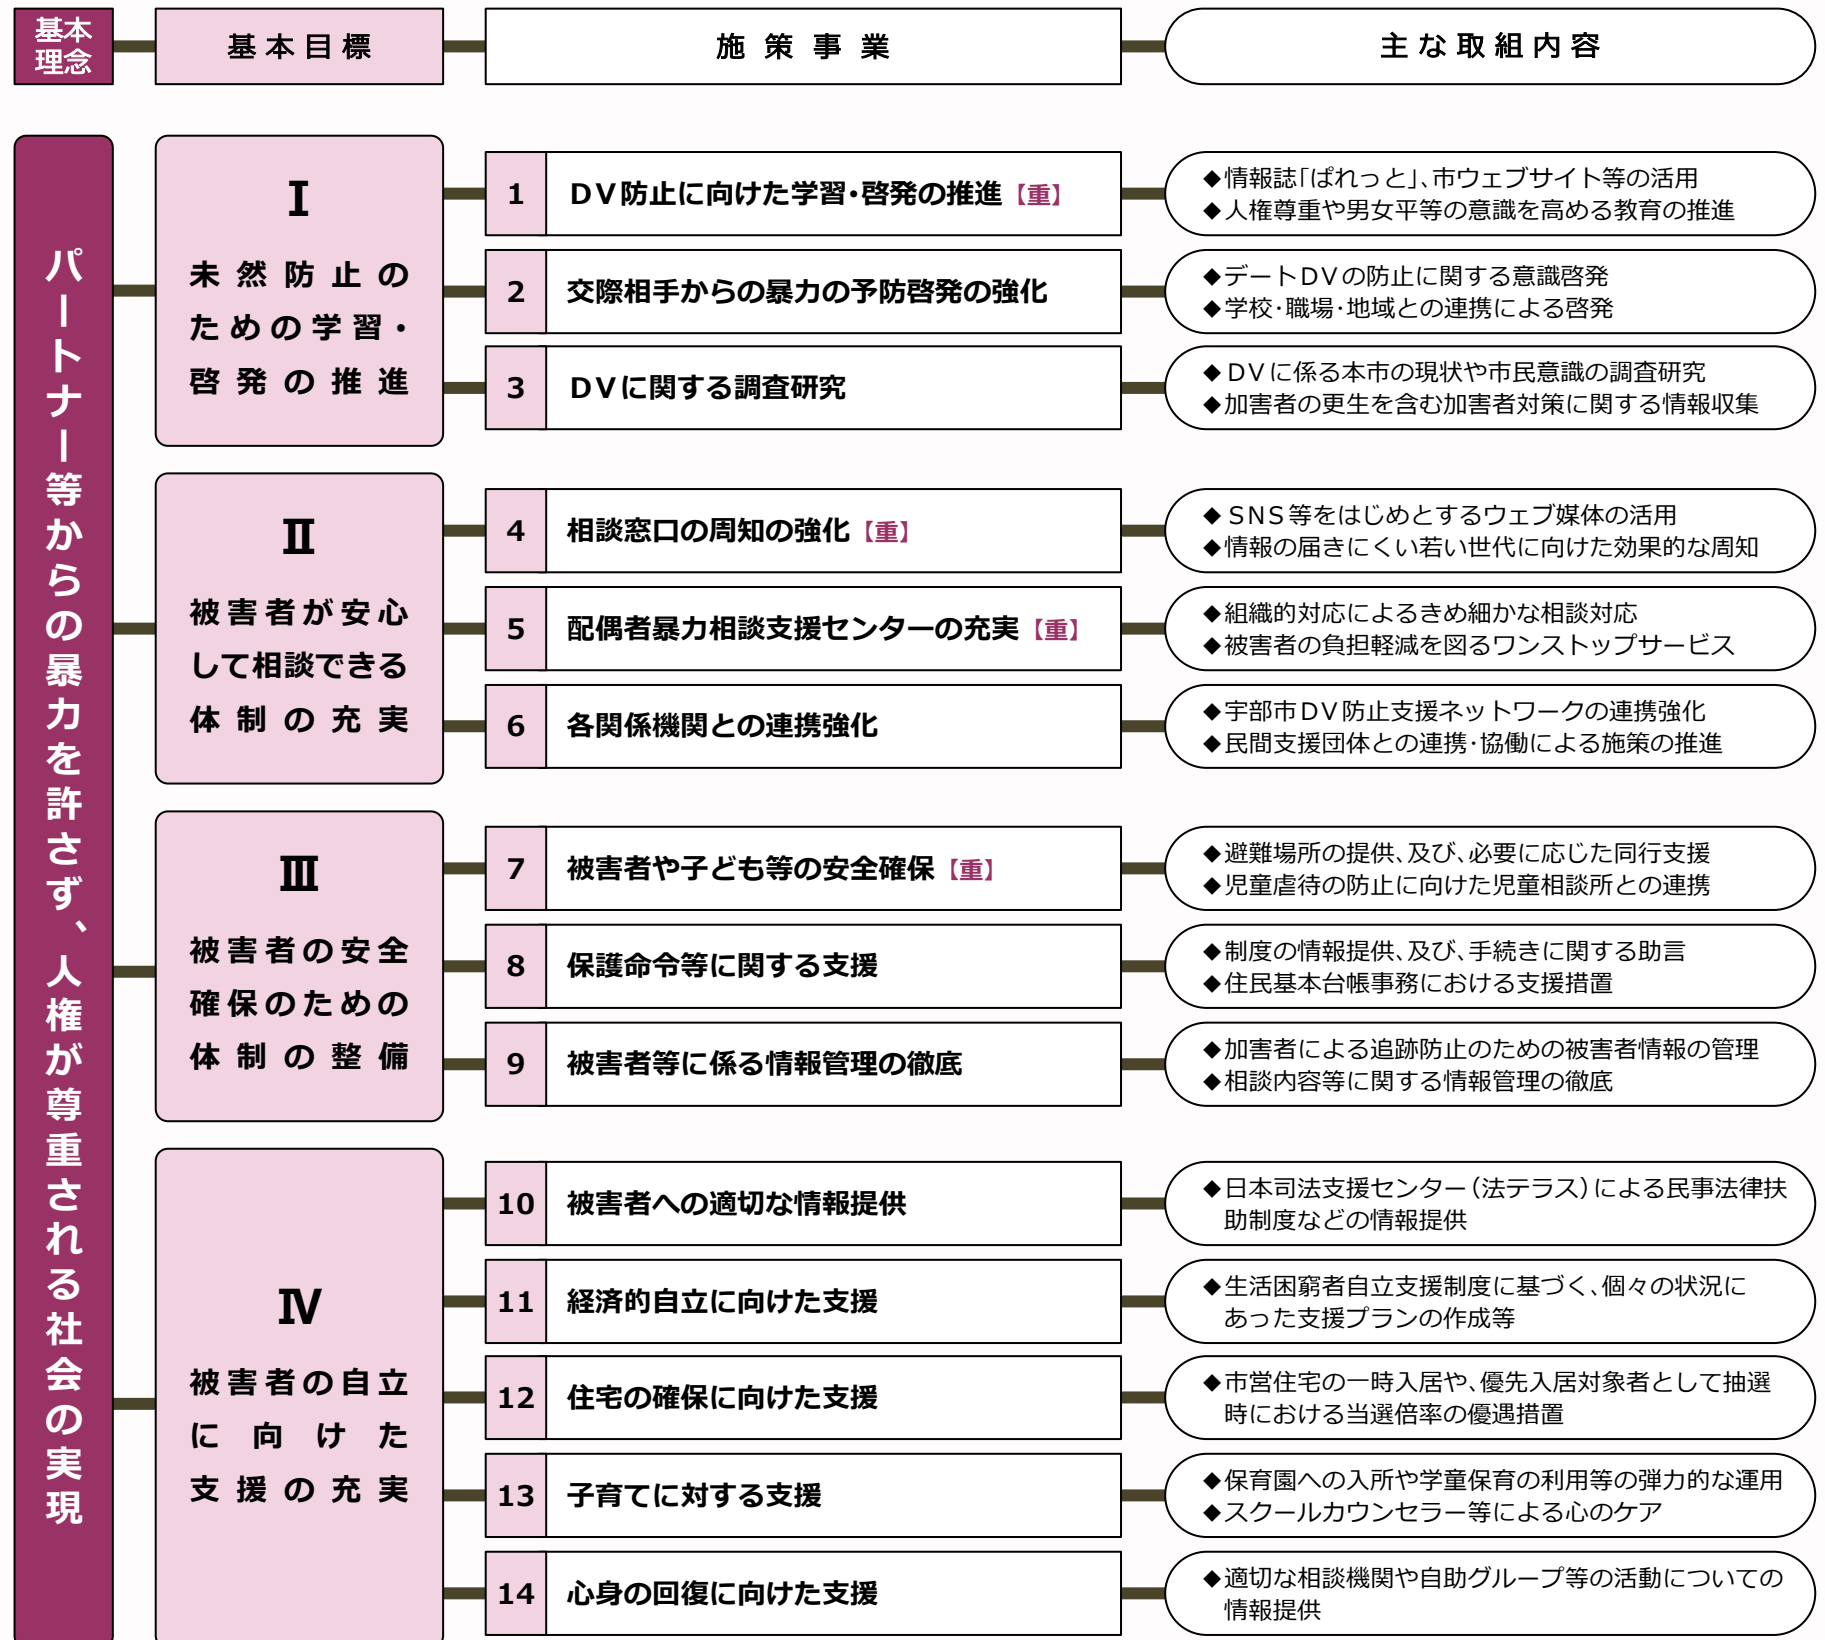 基本
理念
基本目標
施策事業
主な取組内容
パートナー等からの暴力を許さず、人権が尊重される社会の実現
Ⅰ
未然防止の
ための学習・
啓発の推進
1 DV防止に向けた学習・啓発の推進【重】
◆情報誌「ぱれっと」、市ウェブサイト等の活用
◆人権尊重や男女平等の意識を高める教育の推進
2 交際相手からの暴力の予防啓発の強化
◆デートDVの防止に関する意識啓発
◆学校・職場・地域との連携による啓発
3 DVに関する調査研究
◆DVに係る本市の現状や市民意識の調査研究
◆加害者の更生を含む加害者対策に関する情報収集
Ⅱ
被害者が安心
して相談できる
体制の充実
4 相談窓口の周知の強化【重】
◆SNS等をはじめとするウェブ媒体の活用
◆情報の届きにくい若い世代に向けた効果的な周知
5 配偶者暴力相談支援センターの充実【重】
◆組織的対応によるきめ細かな相談対応
◆被害者の負担軽減を図るワンストップサービス
6 各関係機関との連携強化
◆宇部市DV防止支援ネットワークの連携強化
◆民間支援団体との連携・協働による施策の推進
Ⅲ
被害者の安全
確保のための
体制の整備
7 被害者や子ども等の安全確保【重】
◆避難場所の提供、及び、必要に応じた同行支援
◆児童虐待の防止に向けた児童相談所との連携
8 保護命令等に関する支援
◆制度の情報提供、及び、手続きに関する助言
◆住民基本台帳事務における支援措置
9 被害者等に係る情報管理の徹底
◆加害者による追跡防止のための被害者情報の管理
◆相談内容等に関する情報管理の徹底
Ⅳ
被害者の自立
に向けた
支援の充実
10 被害者への適切な情報提供
◆日本司法支援センター（法テラス）による民事法律扶
助制度などの情報提供
11 経済的自立に向けた支援
◆生活困窮者自立支援制度に基づく、個々の状況に
あった支援プランの作成等
12 住宅の確保に向けた支援
◆市営住宅の一時入居や、優先入居対象者として抽選
時における当選倍率の優遇措置
13 子育てに対する支援
◆保育園への入所や学童保育の利用等の弾力的な運用
◆スクールカウンセラー等による心のケア
14 心身の回復に向けた支援
◆適切な相談機関や自助グループ等の活動についての
情報提供